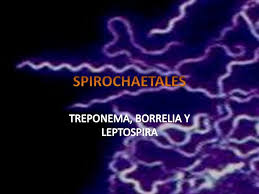 SPIROCHAETALES
TREPONEMA, BORRELIA Y
LEPTOSPIRA